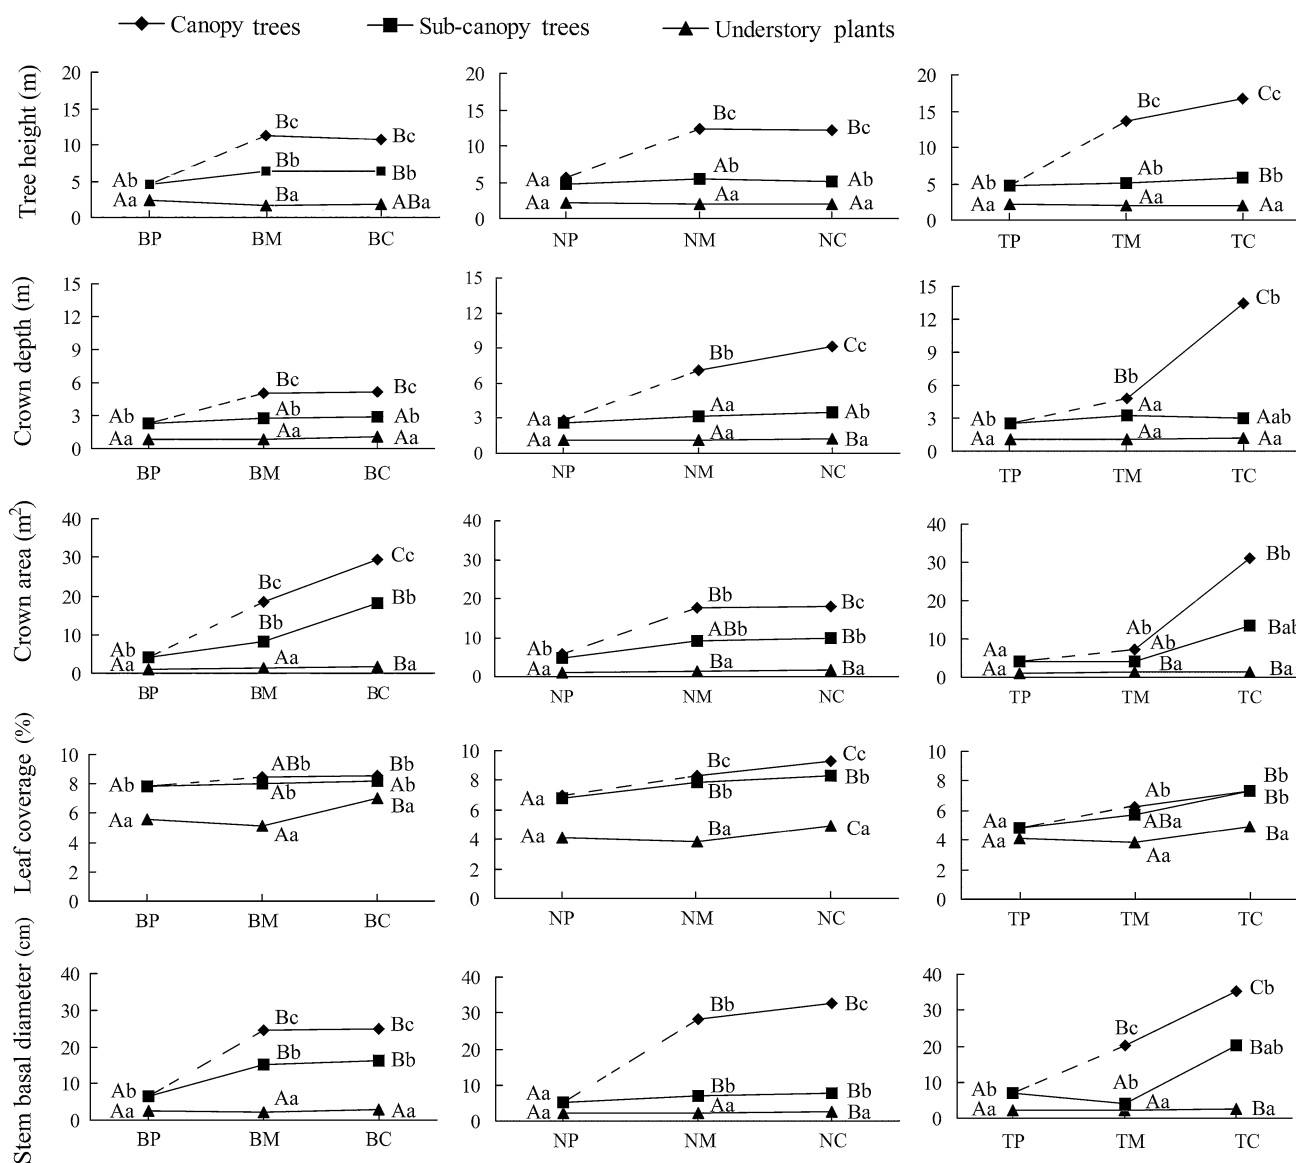 Canopy trees Sub-canopy trees Understory plants
Tree height (m)
20
15
10
5
0
Bc
Bc
Bb
Bb
Ab
Aa
Ba
ABa
BP BM BC
20
15
10
5
0
Bc
Bc
Ab
Ab
Aa
Aa
Aa
Aa
NP NM NC
20
15
10
5
0
Bc
Cc
Ab
Bb
Ab
Aa
Aa
Aa
TP TM TC
Crown depth (m)
15
12
9
6
3
0
Bc
Bc
Ab
Ab
Ab
Aa
Aa
Aa
BP BM BC
15
12
9
6
3
0
Bb
Cc
Aa
Aa
Ab
Aa
Aa
Ba
NP NM NC
15
12
9
6
3
0
Cb
Bb
Aa
Ab
Aab
Aa
Aa
Aa
TP TM TC
Crown area (m2)
40
30
20
10
0
Cc
Bc
Bb
Bb
Ab
Aa
Aa
Ba
BP BM BC
40
30
20
10
0
Bb
Bc
ABb
Bb
Ab
Aa
Ba
Ba
NP NM NC
40
30
20
10
0
Bb
Ab
Bab
Ab
Aa
Aa
Ba
Ba
TP TM TC
Leaf coverage (%)
10
8
6
4
2
0
ABb
Bb
Ab
Ab
Ab
Ba
Aa
Aa
BP BM BC
10
8
6
4
2
0
Bc
Cc
Bb
Bb
Aa
Aa
Ba
Ca
NP NM NC
10
8
6
4
2
0
Bb
Ab
Bb
Aa
ABa
Aa
Ba
Aa
TP TM TC
Stem basal diameter (cm)
40
30
20
10
0
Bc
Bc
Bb
Bb
Ab
Aa
Aa
Aa
BP BM BC
40
30
20
10
0
Bb
Bc
Bb
Bb
Aa
Aa
Aa
Ba
NP NM NC
40
30
20
10
0
Cb
Bc
Bab
Ab
Ab
Aa
Aa
Ba
TP TM TC